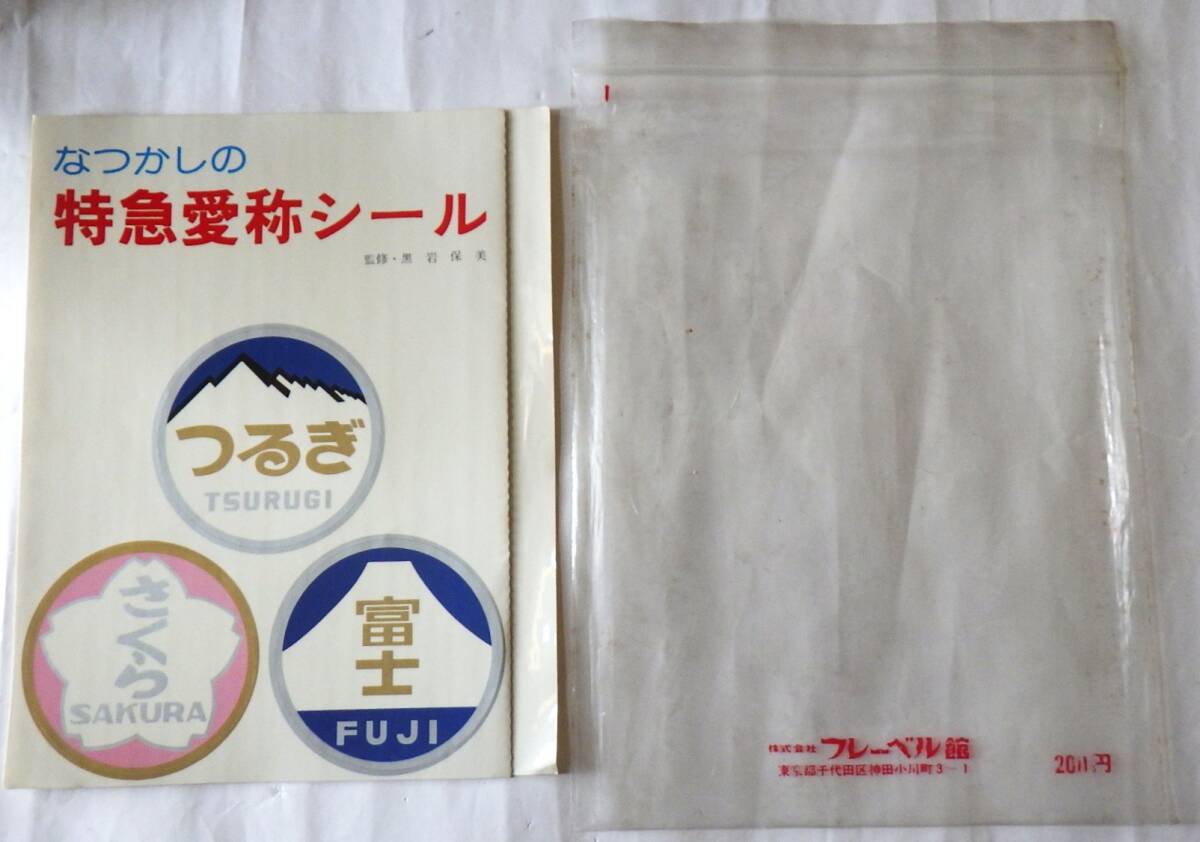 なつかしの
特急愛称シール
監修・黒岩保美
つるぎ
TSURUGI
さくら
SAKURA
富士
FUJI
株式会社 フレーベル館
東京都千代田区神田小川町3-1
200円